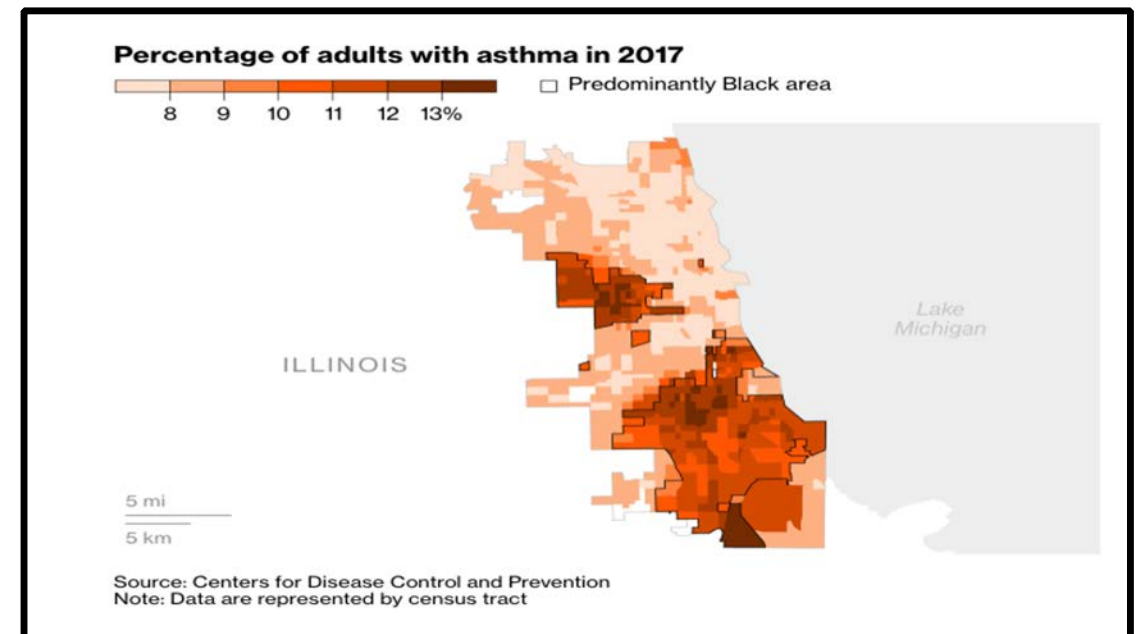 Percentage of adults with asthma in 2017
Predominantly Black area
8 9 10 11 12 13%
Lake
Michigan
ILLINOIS
5 mi
5 km
Source: Centers for Disease Control and Prevention
Note: Data are represented by census tract